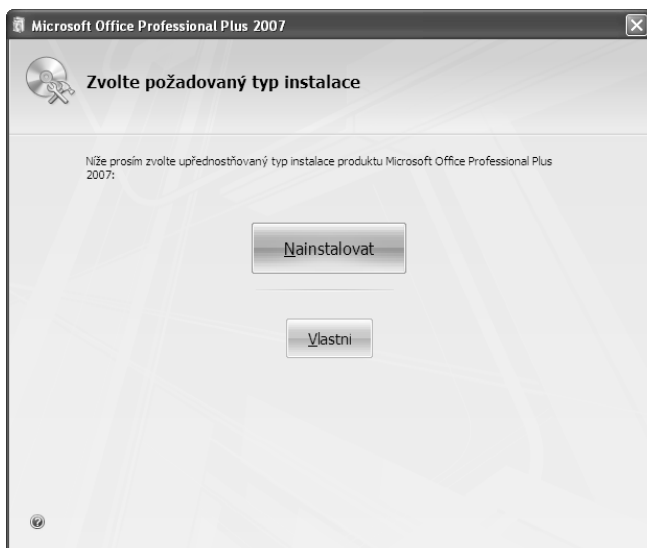 Microsoft Office Professional Plus 2007
Zvolte požadovaný typ instalace
Níže prosím zvolte upřednostňovaný typ instalace produktu Microsoft Office Professional Plus
2007:
Nainstalovat
Vlastni